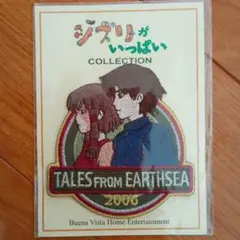 ジブリが
いっぱい
COLLECTION
TALES FROM EARTHSEA
2006
Buena Vista Home Entertainment